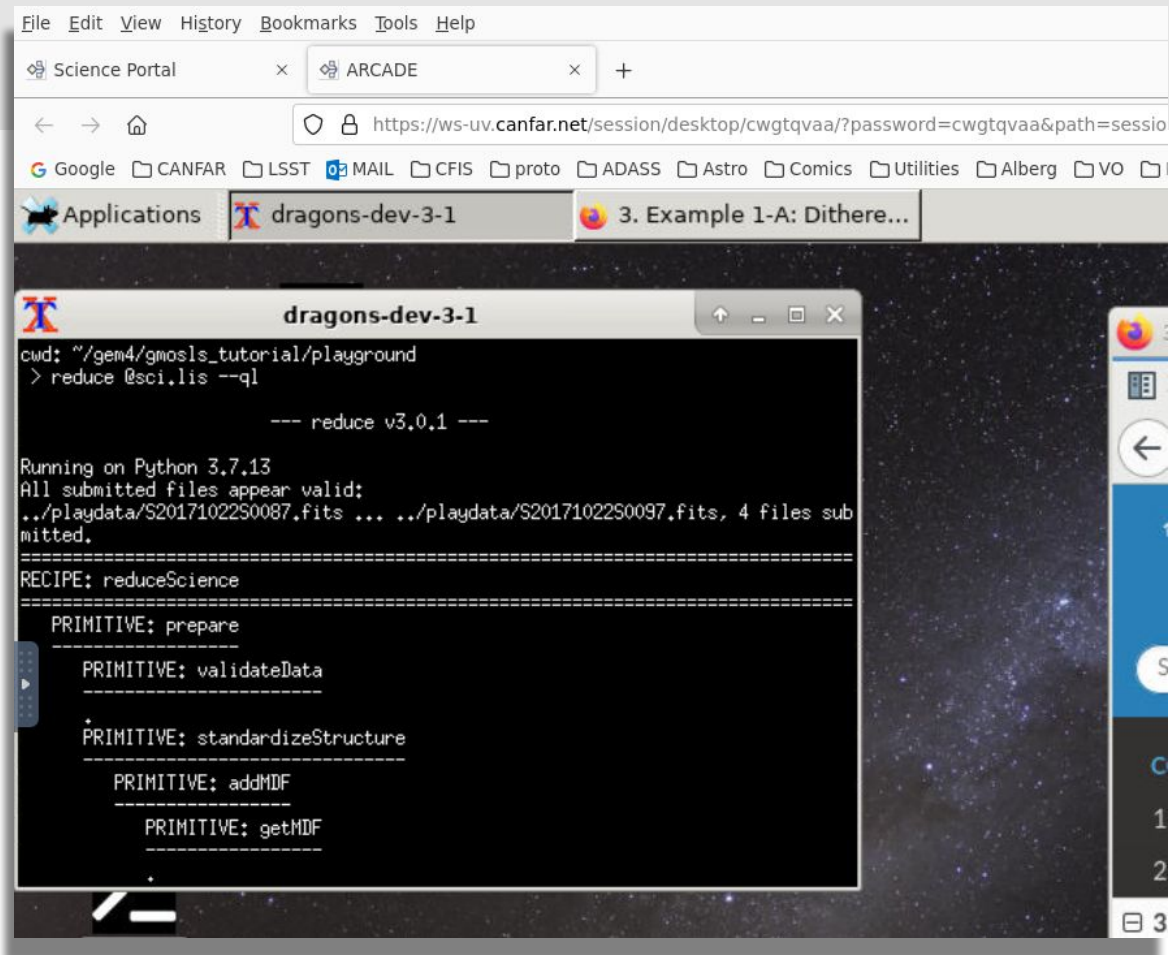 File Edit View History Bookmarks Tools Help
Science Portal × ARCADE × +
https://ws-uv.canfar.net/session/desktop/cwgtqvaa/?password=cwgtqvaa&path=sessio
Google CANFAR LSST MAIL CFIS proto ADASS Astro Comics Utilities Alberg VO
Applications dragons-dev-3-1 3. Example 1-A: Dithere...
dragons-dev-3-1
cwd: ~/gem4/gmosls_tutorial/playground
> reduce @sci.lis --ql
--- reduce v3.0.1 ---
Running on Python 3.7.13
All submitted files appear valid:
../playdata/S20171022S0087.fits ... ../playdata/S20171022S0097.fits, 4 files sub
mitted.
================================================================================
RECIPE: reduceScience
================================================================================
PRIMITIVE: prepare
------------------
PRIMITIVE: validateData
-----------------------
.
PRIMITIVE: standardizeStructure
-------------------------------
PRIMITIVE: addMDF
-----------------
PRIMITIVE: getMDF
-----------------
.
S
C
1
2
3